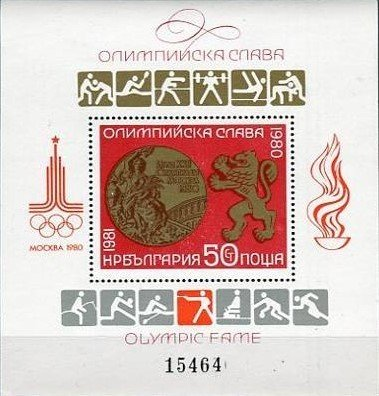 ОЛИМПИЙСКА СЛАВА
ОЛИМПИЙСКА СЛАВА
1980
1981
НРБЪЛГАРИЯ 50 СТ ПОЩА
МОСКВА 1980
OLYMPIC FAME
15464